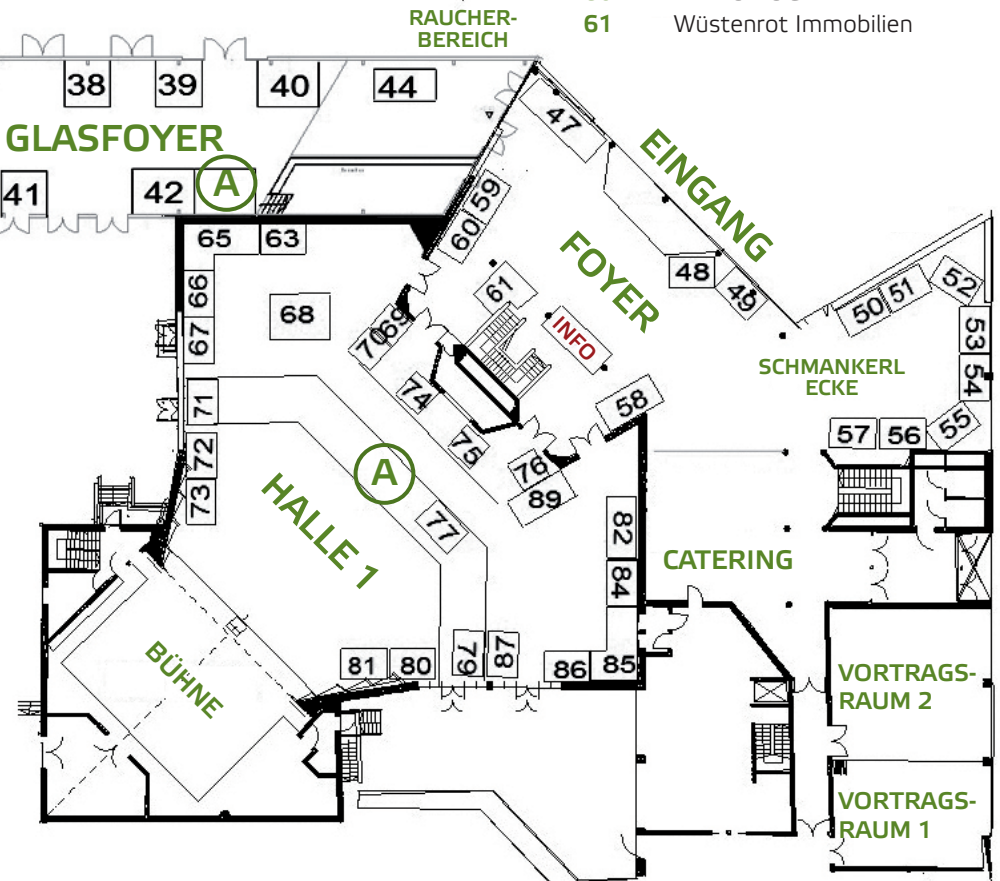 RAUCHER-
BEREICH
61 Wüstenrot Immobilien
38 39 40 44
47
GLASFOYER
EINGANG
41 42 A
59
60
65 63
FOYER
66
61
48
49
50 51 52
67
68
69
70
INFO
53
SCHMANKERL
ECKE
54
71
74
58
55
72
75
57 56
73
A
76
89
HALLE 1
77
82
CATERING
84
BÜHNE
81 80 79 87 86 85
VORTRAGS-
RAUM 2
VORTRAGS-
RAUM 1